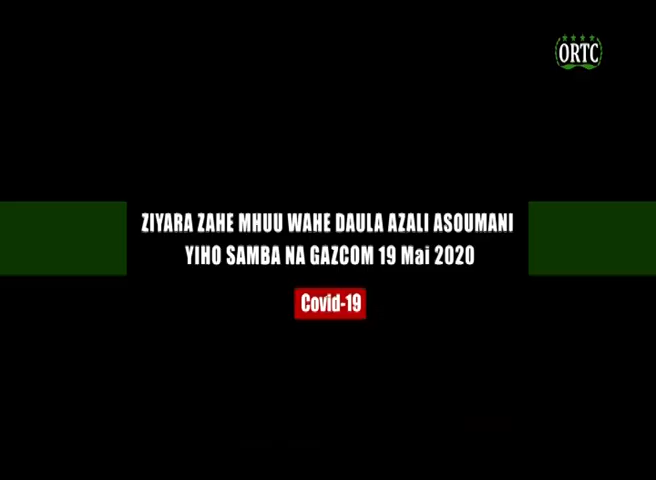 ORTC
ZIYARA ZAHE MHUU WAHE DAULA AZALI ASOUMANI
YIHO SAMBA NA GAZCOM 19 Mai 2020
Covid-19